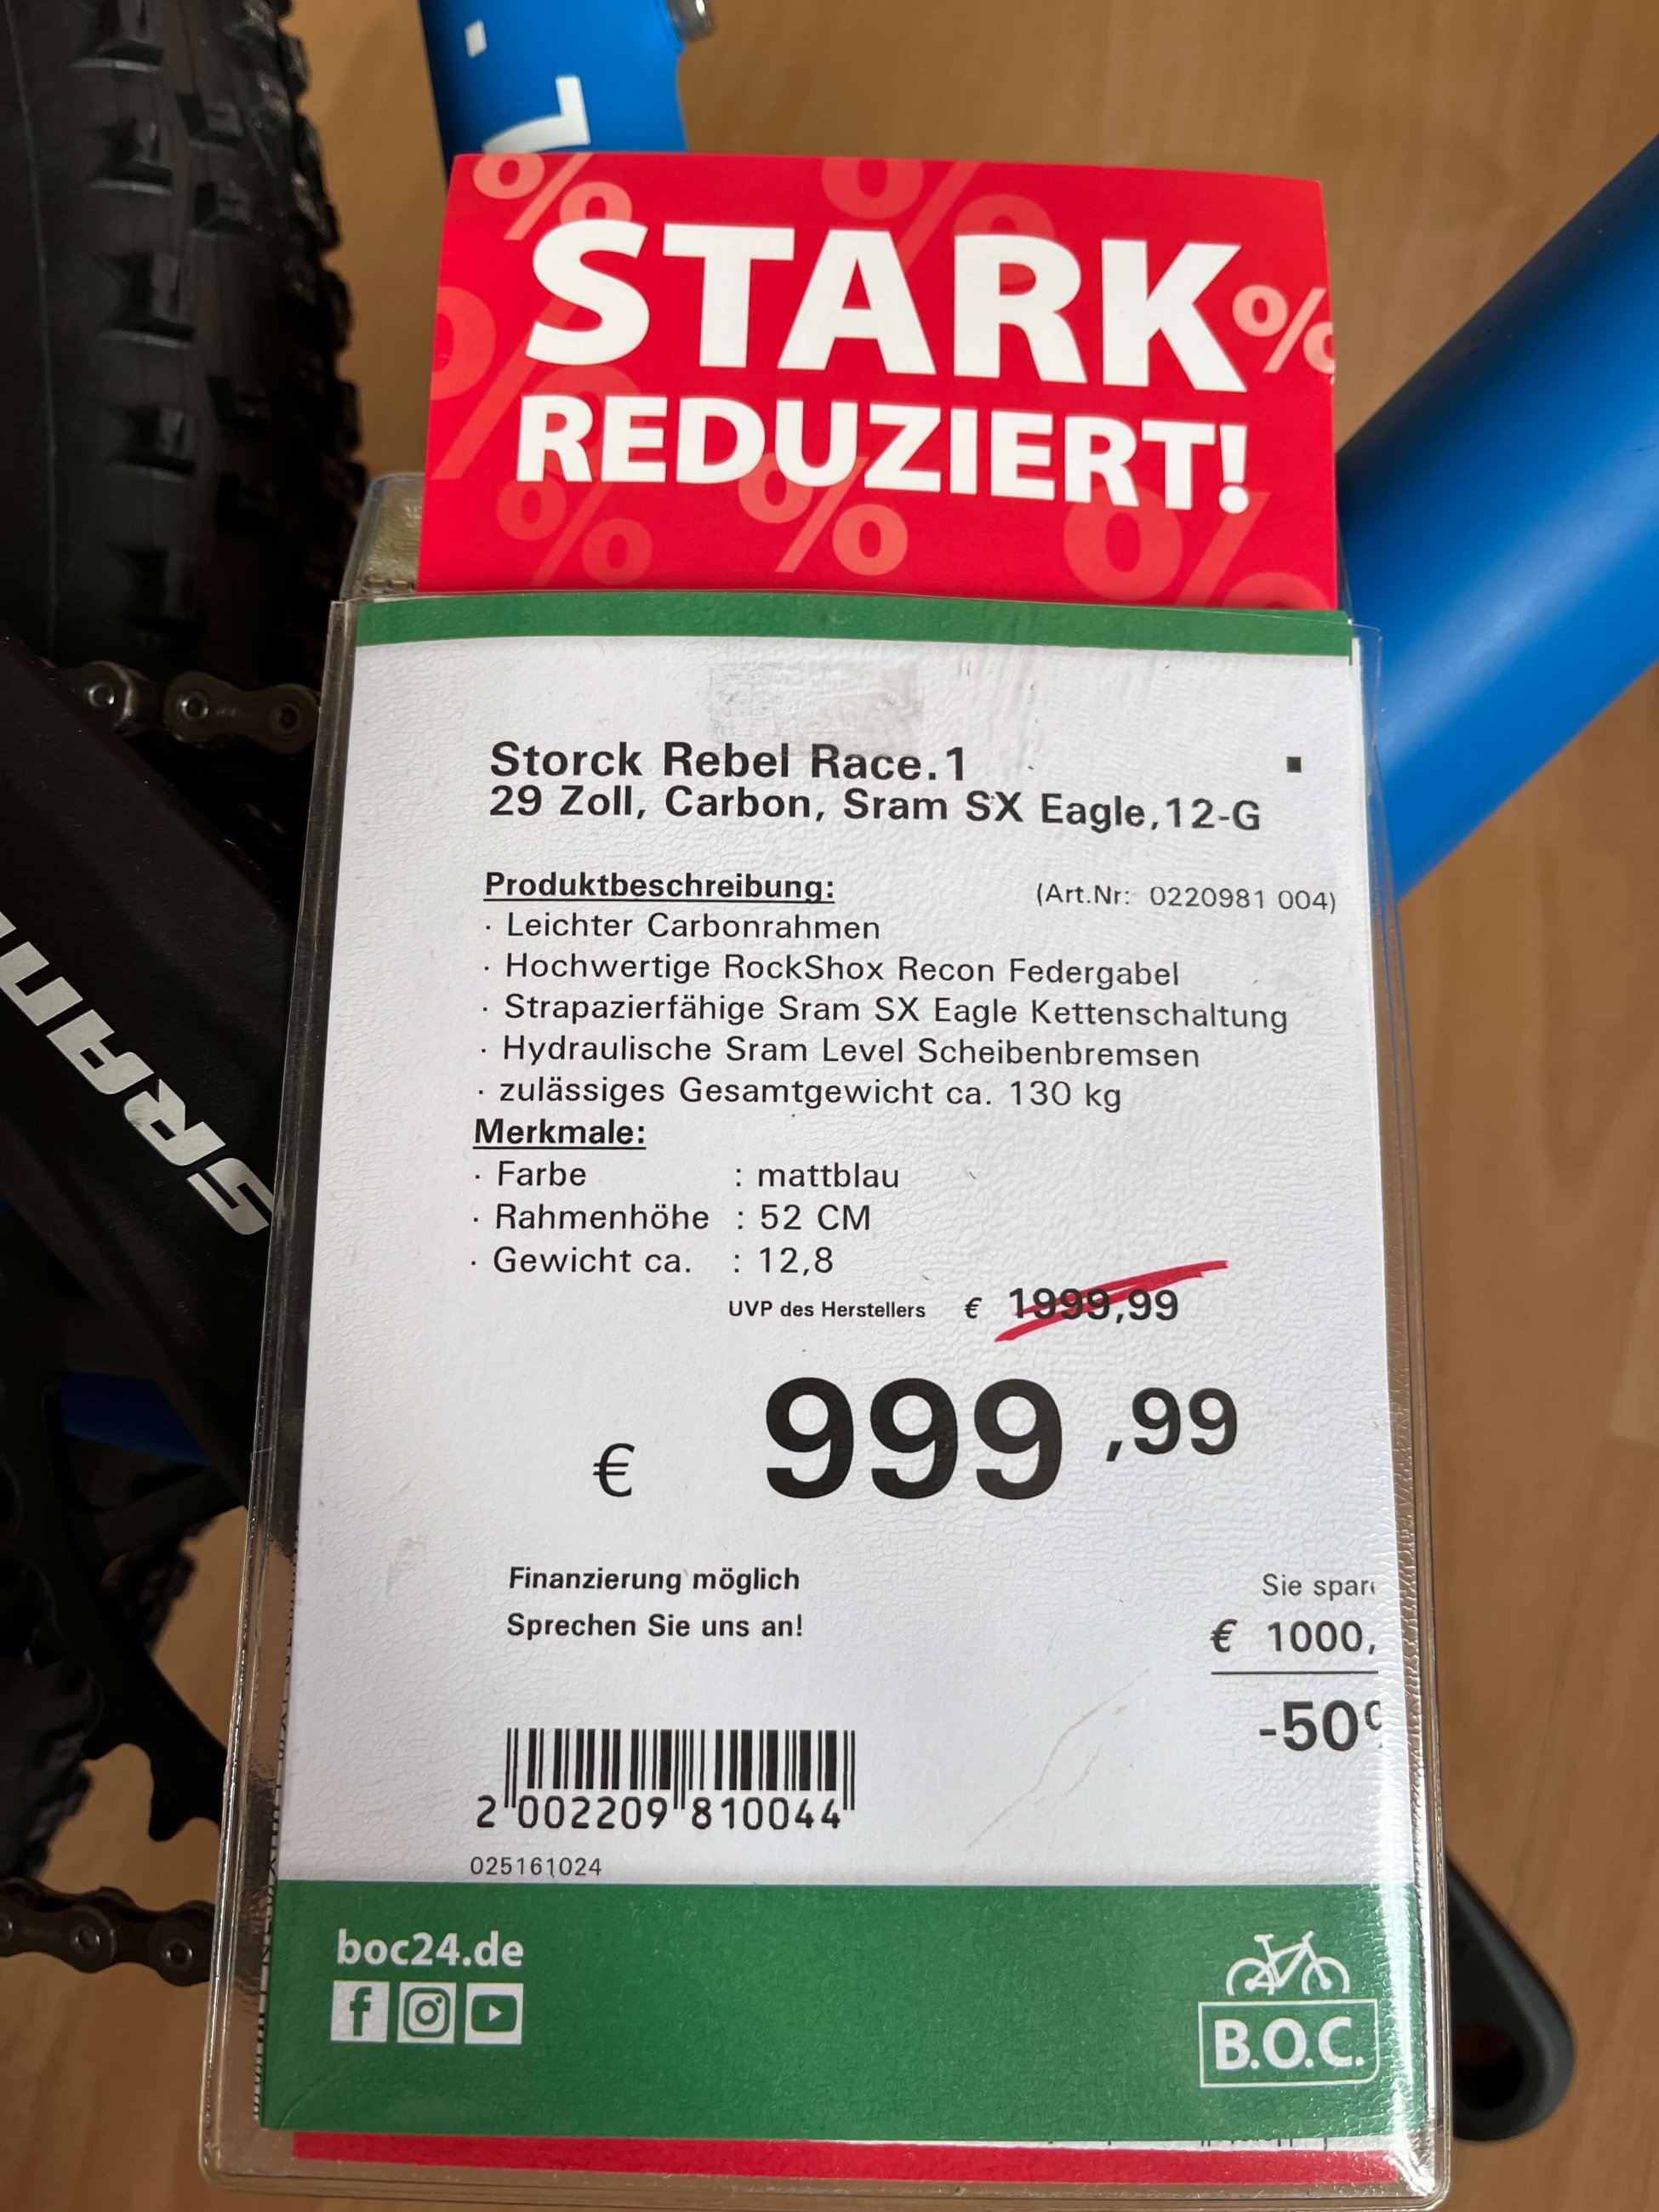 STARK
REDUZIERT!
Storck Rebel Race.1
29 Zoll, Carbon, Sram SX Eagle,12-G
Produktbeschreibung: (Art.Nr: 0220981 004)
· Leichter Carbonrahmen
· Hochwertige RockShox Recon Federgabel
· Strapazierfähige Sram SX Eagle Kettenschaltung
· Hydraulische Sram Level Scheibenbremsen
· zulässiges Gesamtgewicht ca. 130 kg
Merkmale:
· Farbe : mattblau
· Rahmenhöhe : 52 CM
· Gewicht ca. : 12,8
UVP des Herstellers € 1999,99
€ 999,99
Finanzierung möglich
Sprechen Sie uns an!
Sie
€ 1000,
-50
2 002209 810044
025161024
boc24.de
B.O.C.
SRAM